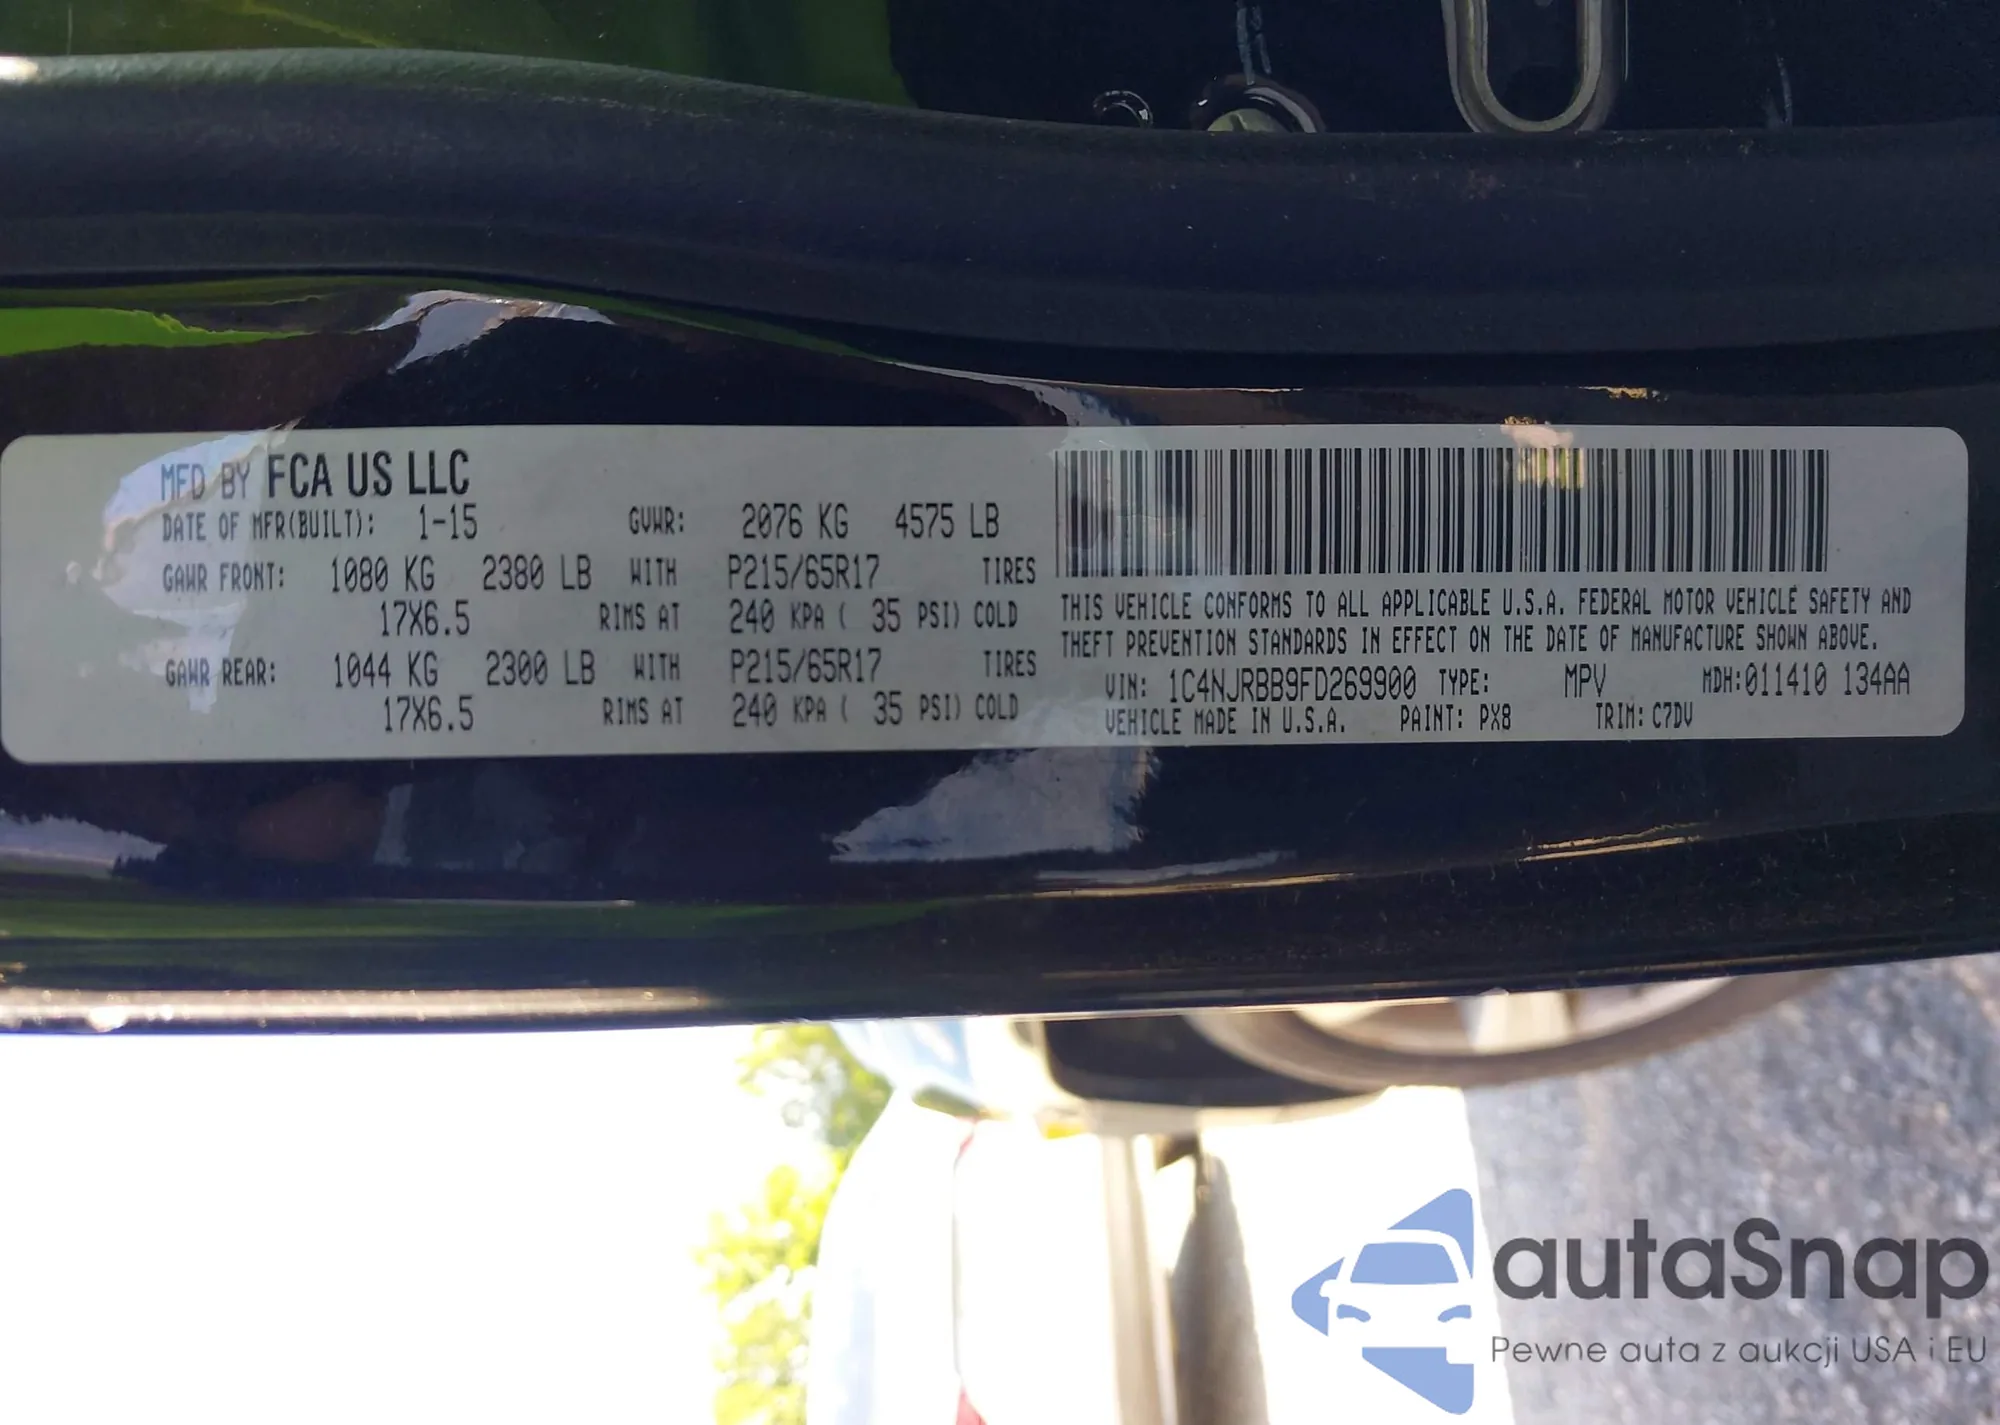 MFD BY FCA US LLC
DATE OF MFR(BUILT): 1-15 GVWR: 2076 KG 4575 LB
GAWR FRONT: 1080 KG 2380 LB WITH P215/65R17 TIRES
17X6.5 RIMS AT 240 KPA ( 35 PSI) COLD
GAWR REAR: 1044 KG 2300 LB WITH P215/65R17 TIRES
17X6.5 RIMS AT 240 KPA ( 35 PSI) COLD
THIS VEHICLE CONFORMS TO ALL APPLICABLE U.S.A. FEDERAL MOTOR VEHICLE SAFETY AND
THEFT PREVENTION STANDARDS IN EFFECT ON THE DATE OF MANUFACTURE SHOWN ABOVE.
VIN: 1C4NJRBB9FD269900 TYPE: MPV MDH:011410 134AA
VEHICLE MADE IN U.S.A. PAINT: PX8 TRIM: C7DV
autaSnap
Pewne auta z aukcji USA i EU